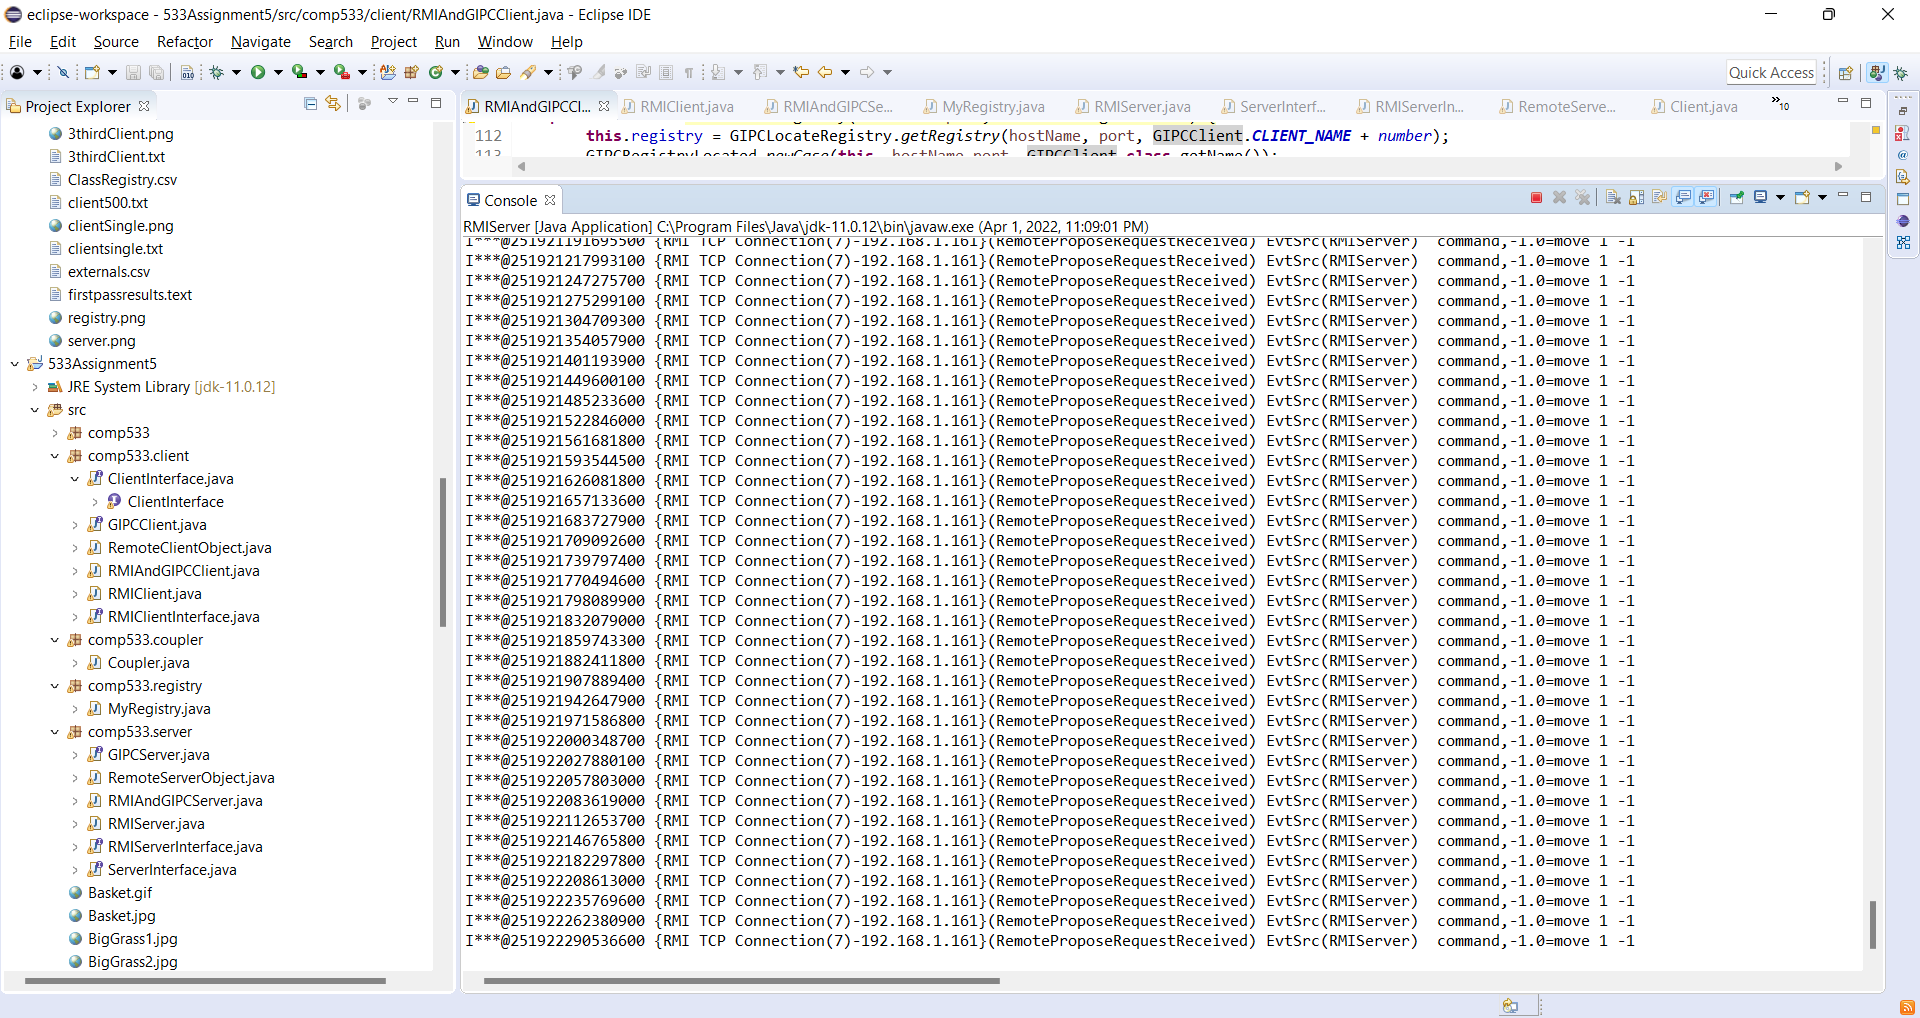 eclipse-workspace - 533Assignment5/src/comp533/client/RMIAndGIPCClient.java - Eclipse IDE
File Edit Source Refactor Navigate Search Project Run Window Help
Quick Access
Project Explorer
3thirdClient.png
3thirdClient.txt
ClassRegistry.csv
client500.txt
clientSingle.png
clientsingle.txt
externals.csv
firstpassresults.text
registry.png
server.png
533Assignment5
JRE System Library [jdk-11.0.12]
src
comp533
comp533.client
ClientInterface.java
ClientInterface
GIPCClient.java
RemoteClientObject.java
RMIAndGIPCClient.java
RMIClient.java
RMIClientInterface.java
comp533.coupler
Coupler.java
comp533.registry
MyRegistry.java
comp533.server
GIPCServer.java
RemoteServerObject.java
RMIAndGIPCServer.java
RMIServer.java
RMIServerInterface.java
ServerInterface.java
Basket.gif
Basket.jpg
BigGrass1.jpg
BigGrass2.jpg
RMIAndGIPCCl... RMIClient.java RMIAndGIPCSe... MyRegistry.java RMIServer.java ServerInterf... RMIServerIn... RemoteServe... Client.java »10
112 this.registry = GIPCLocateRegistry.getRegistry(hostName, port, GIPCClient.CLIENT_NAME + number);
113 GIPCRegistryLocated.newCase(this, hostName,port, GIPCClient.class.getName());
Console
RMIServer [Java Application] C:\Program Files\Java\jdk-11.0.12\bin\javaw.exe (Apr 1, 2022, 11:09:01 PM)
I***@251921191695500 {RMI TCP Connection(7)-192.168.1.161}(RemoteProposeRequestReceived) EvtSrc(RMIServer) command,-1.0=move 1 -1
I***@251921217993100 {RMI TCP Connection(7)-192.168.1.161}(RemoteProposeRequestReceived) EvtSrc(RMIServer) command,-1.0=move 1 -1
I***@251921247275700 {RMI TCP Connection(7)-192.168.1.161}(RemoteProposeRequestReceived) EvtSrc(RMIServer) command,-1.0=move 1 -1
I***@251921275299100 {RMI TCP Connection(7)-192.168.1.161}(RemoteProposeRequestReceived) EvtSrc(RMIServer) command,-1.0=move 1 -1
I***@251921304709300 {RMI TCP Connection(7)-192.168.1.161}(RemoteProposeRequestReceived) EvtSrc(RMIServer) command,-1.0=move 1 -1
I***@251921354057900 {RMI TCP Connection(7)-192.168.1.161}(RemoteProposeRequestReceived) EvtSrc(RMIServer) command,-1.0=move 1 -1
I***@251921401193900 {RMI TCP Connection(7)-192.168.1.161}(RemoteProposeRequestReceived) EvtSrc(RMIServer) command,-1.0=move 1 -1
I***@251921449600100 {RMI TCP Connection(7)-192.168.1.161}(RemoteProposeRequestReceived) EvtSrc(RMIServer) command,-1.0=move 1 -1
I***@251921485233600 {RMI TCP Connection(7)-192.168.1.161}(RemoteProposeRequestReceived) EvtSrc(RMIServer) command,-1.0=move 1 -1
I***@251921522846000 {RMI TCP Connection(7)-192.168.1.161}(RemoteProposeRequestReceived) EvtSrc(RMIServer) command,-1.0=move 1 -1
I***@251921561681800 {RMI TCP Connection(7)-192.168.1.161}(RemoteProposeRequestReceived) EvtSrc(RMIServer) command,-1.0=move 1 -1
I***@251921593544500 {RMI TCP Connection(7)-192.168.1.161}(RemoteProposeRequestReceived) EvtSrc(RMIServer) command,-1.0=move 1 -1
I***@251921626081800 {RMI TCP Connection(7)-192.168.1.161}(RemoteProposeRequestReceived) EvtSrc(RMIServer) command,-1.0=move 1 -1
I***@251921657133600 {RMI TCP Connection(7)-192.168.1.161}(RemoteProposeRequestReceived) EvtSrc(RMIServer) command,-1.0=move 1 -1
I***@251921683727900 {RMI TCP Connection(7)-192.168.1.161}(RemoteProposeRequestReceived) EvtSrc(RMIServer) command,-1.0=move 1 -1
I***@251921709092600 {RMI TCP Connection(7)-192.168.1.161}(RemoteProposeRequestReceived) EvtSrc(RMIServer) command,-1.0=move 1 -1
I***@251921739797400 {RMI TCP Connection(7)-192.168.1.161}(RemoteProposeRequestReceived) EvtSrc(RMIServer) command,-1.0=move 1 -1
I***@251921770494600 {RMI TCP Connection(7)-192.168.1.161}(RemoteProposeRequestReceived) EvtSrc(RMIServer) command,-1.0=move 1 -1
I***@251921798089900 {RMI TCP Connection(7)-192.168.1.161}(RemoteProposeRequestReceived) EvtSrc(RMIServer) command,-1.0=move 1 -1
I***@251921832079000 {RMI TCP Connection(7)-192.168.1.161}(RemoteProposeRequestReceived) EvtSrc(RMIServer) command,-1.0=move 1 -1
I***@251921859743300 {RMI TCP Connection(7)-192.168.1.161}(RemoteProposeRequestReceived) EvtSrc(RMIServer) command,-1.0=move 1 -1
I***@251921882411800 {RMI TCP Connection(7)-192.168.1.161}(RemoteProposeRequestReceived) EvtSrc(RMIServer) command,-1.0=move 1 -1
I***@251921907889400 {RMI TCP Connection(7)-192.168.1.161}(RemoteProposeRequestReceived) EvtSrc(RMIServer) command,-1.0=move 1 -1
I***@251921942647900 {RMI TCP Connection(7)-192.168.1.161}(RemoteProposeRequestReceived) EvtSrc(RMIServer) command,-1.0=move 1 -1
I***@251921971586800 {RMI TCP Connection(7)-192.168.1.161}(RemoteProposeRequestReceived) EvtSrc(RMIServer) command,-1.0=move 1 -1
I***@251922000348700 {RMI TCP Connection(7)-192.168.1.161}(RemoteProposeRequestReceived) EvtSrc(RMIServer) command,-1.0=move 1 -1
I***@251922027880100 {RMI TCP Connection(7)-192.168.1.161}(RemoteProposeRequestReceived) EvtSrc(RMIServer) command,-1.0=move 1 -1
I***@251922057803000 {RMI TCP Connection(7)-192.168.1.161}(RemoteProposeRequestReceived) EvtSrc(RMIServer) command,-1.0=move 1 -1
I***@251922083619000 {RMI TCP Connection(7)-192.168.1.161}(RemoteProposeRequestReceived) EvtSrc(RMIServer) command,-1.0=move 1 -1
I***@251922112653700 {RMI TCP Connection(7)-192.168.1.161}(RemoteProposeRequestReceived) EvtSrc(RMIServer) command,-1.0=move 1 -1
I***@251922146765800 {RMI TCP Connection(7)-192.168.1.161}(RemoteProposeRequestReceived) EvtSrc(RMIServer) command,-1.0=move 1 -1
I***@251922182297800 {RMI TCP Connection(7)-192.168.1.161}(RemoteProposeRequestReceived) EvtSrc(RMIServer) command,-1.0=move 1 -1
I***@251922208613000 {RMI TCP Connection(7)-192.168.1.161}(RemoteProposeRequestReceived) EvtSrc(RMIServer) command,-1.0=move 1 -1
I***@251922235769600 {RMI TCP Connection(7)-192.168.1.161}(RemoteProposeRequestReceived) EvtSrc(RMIServer) command,-1.0=move 1 -1
I***@251922262380900 {RMI TCP Connection(7)-192.168.1.161}(RemoteProposeRequestReceived) EvtSrc(RMIServer) command,-1.0=move 1 -1
I***@251922290536600 {RMI TCP Connection(7)-192.168.1.161}(RemoteProposeRequestReceived) EvtSrc(RMIServer) command,-1.0=move 1 -1